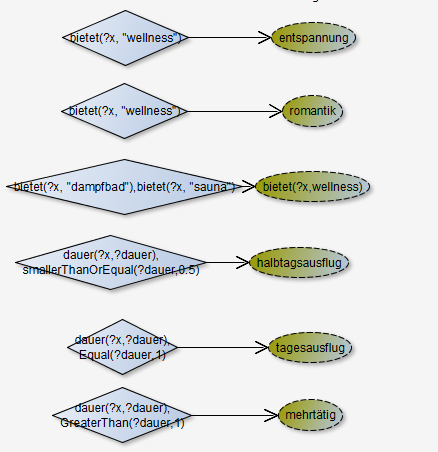 bietet(?x, "wellness")
entspannung
bietet(?x, "wellness")
romantik
bietet(?x, "dampfbad"),bietet(?x, "sauna")
bietet(?x,wellness)
dauer(?x,?dauer),
smallerThanOrEqual(?dauer,0.5)
halbtagsausflug
dauer(?x,?dauer),
Equal(?dauer,1)
tagesausflug
dauer(?x,?dauer),
GreaterThan(?dauer,1)
mehrtätig